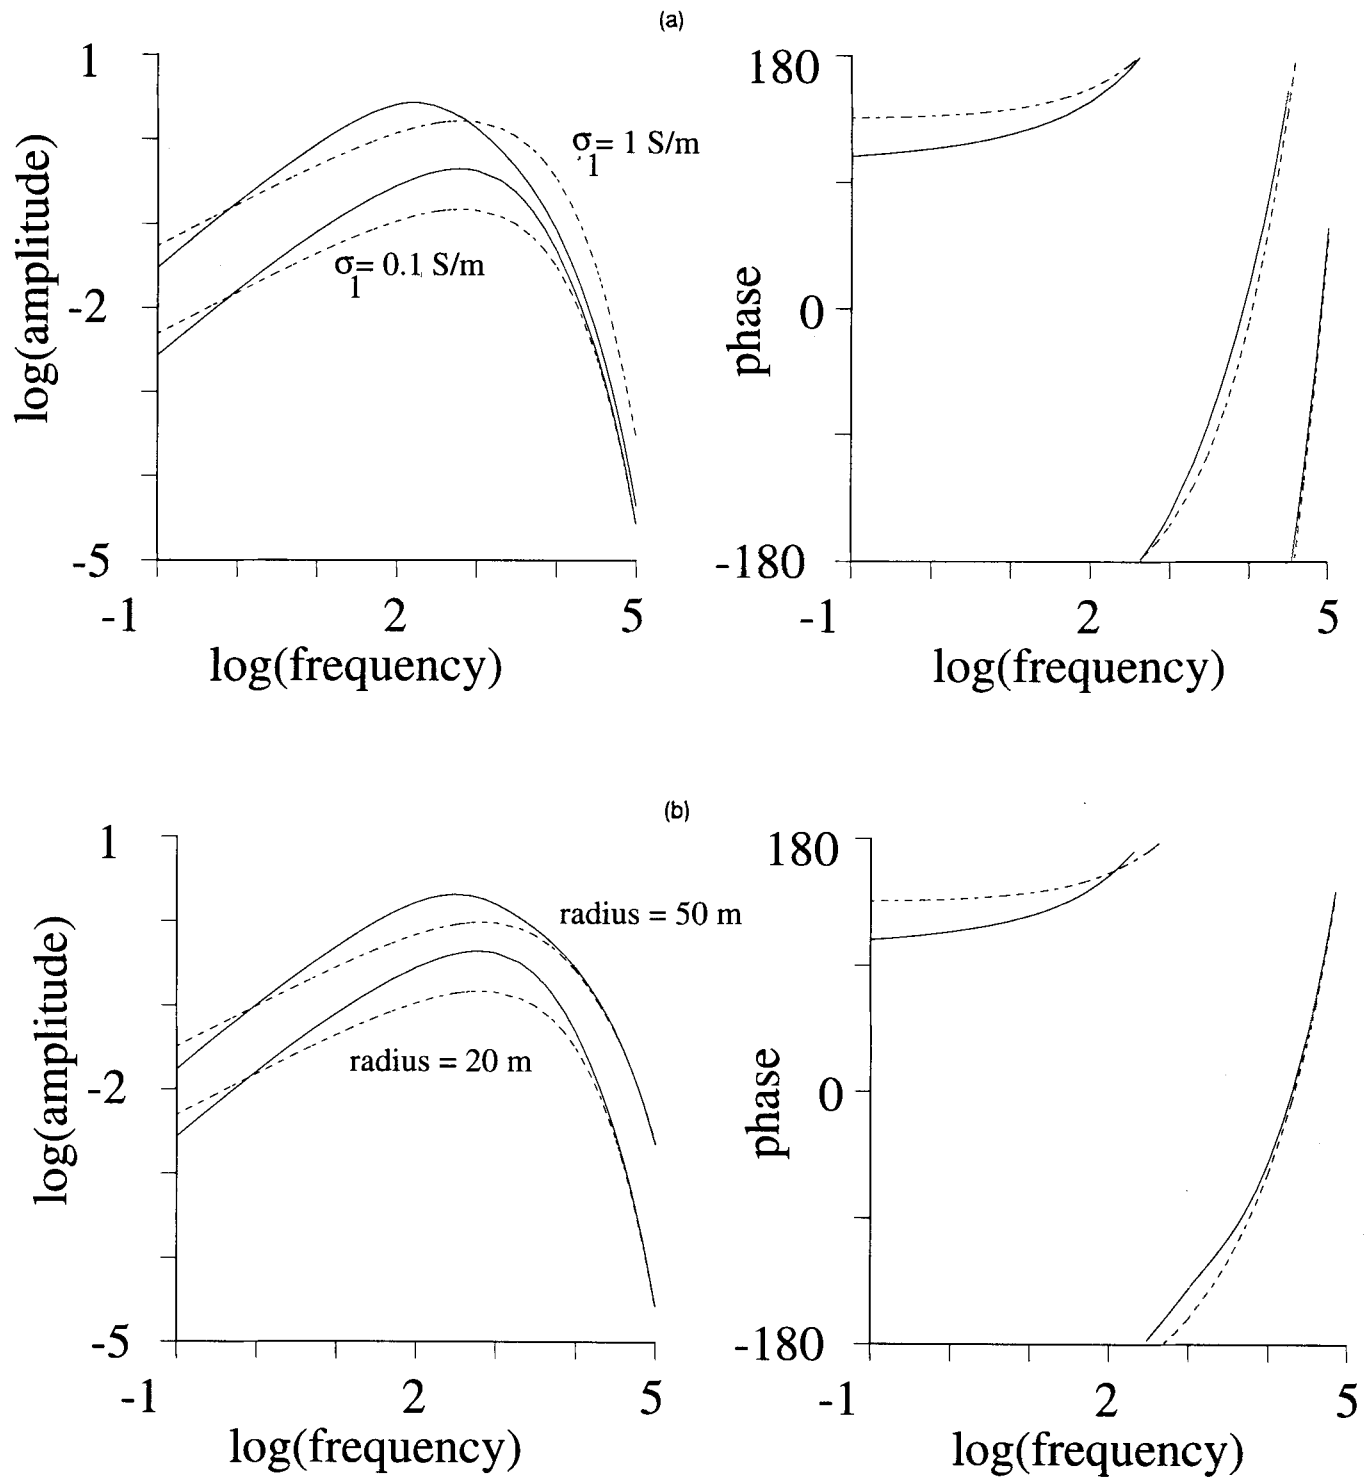 (a)
1
-2
-5
log(amplitude)
σ1= 1 S/m
σ1= 0.1 S/m
-1
2
5
log(frequency)
180
0
-180
phase
-1
2
5
log(frequency)
(b)
1
-2
-5
log(amplitude)
radius = 50 m
radius = 20 m
-1
2
5
log(frequency)
180
0
-180
phase
-1
2
5
log(frequency)